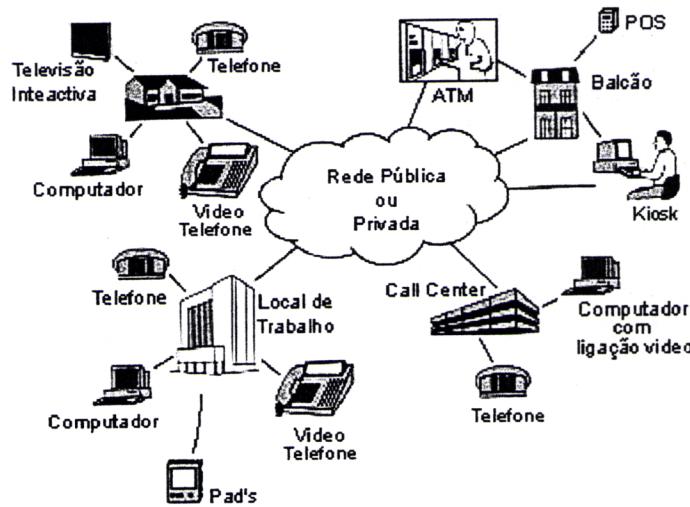 POS
Telefone
Televisão
Inteactiva
ATM
Balcão
Computador
Video
Telefone
Rede Pública
ou
Privada
Kiosk
Telefone
Local de
Trabalho
Call Center
Computador
com
ligação video
Computador
Video
Telefone
Telefone
Pad's